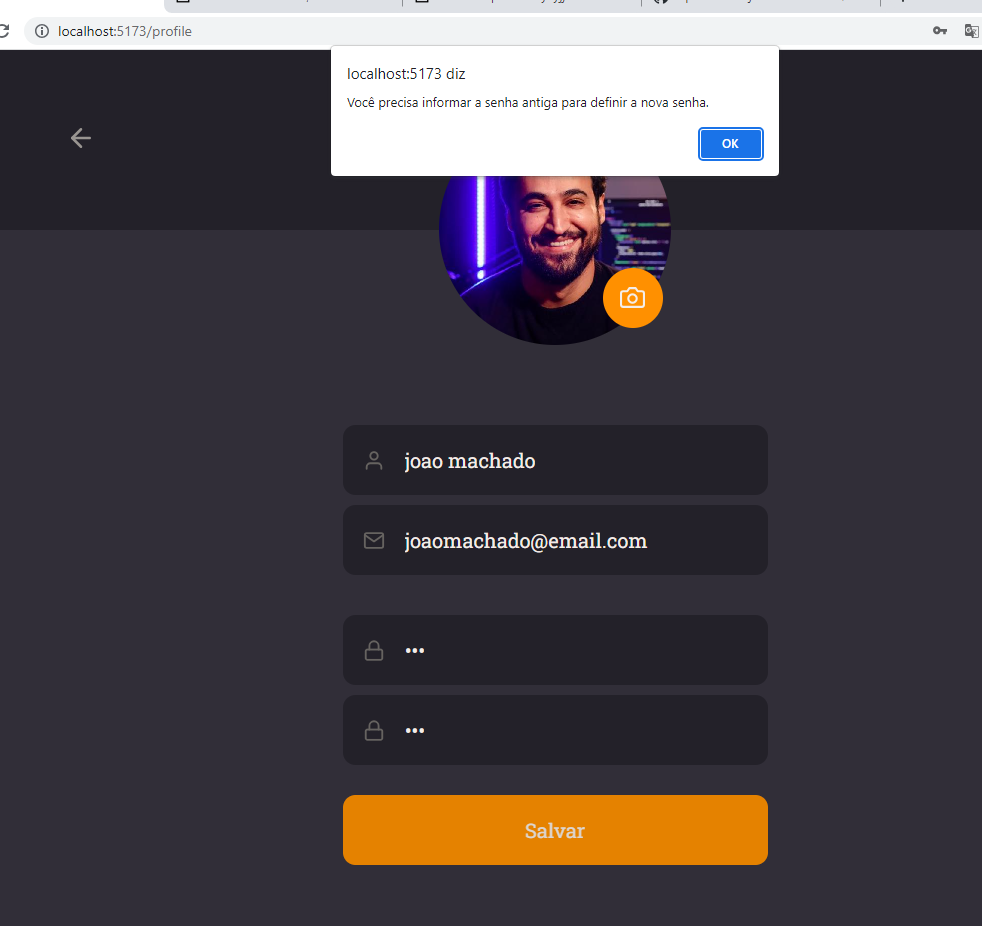 localhost:5173/profile
localhost:5173 diz
Você precisa informar a senha antiga para definir a nova senha.
OK
joao machado
joaomachado@email.com
•••
•••
Salvar